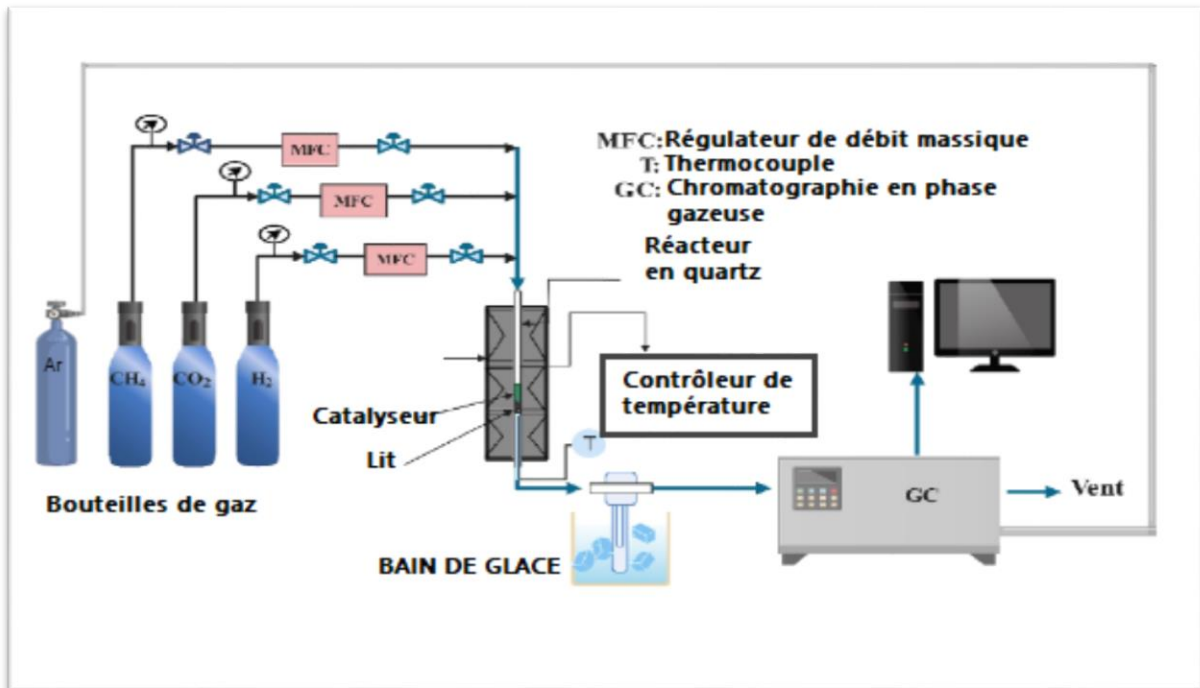 MFC: Régulateur de débit massique
T: Thermocouple
GC: Chromatographie en phase
gazeuse
MFC
MFC
MFC
Réacteur
en quartz
Ar
CH₄
CO₂
H₂
Contrôleur de
température
Catalyseur
Lit
T
Bouteilles de gaz
GC
Vent
BAIN DE GLACE